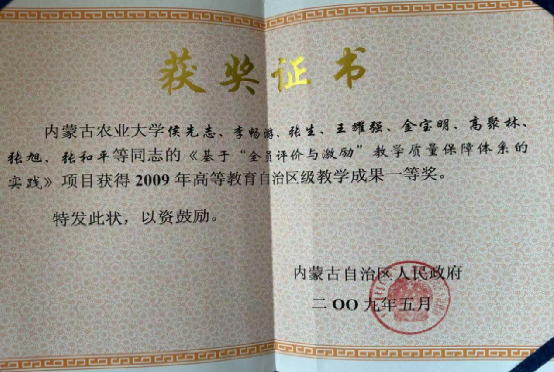 获奖证书
内蒙古农业大学侯先志、李畅游、张生、王耀强、金宝明、高聚林、
张旭、张和平等同志的《基于“全员评价与激励”教学质量保障体系的
实践》项目获得2009年高等教育自治区级教学成果一等奖。
特发此状，以资鼓励。
内蒙古自治区人民政府
二〇〇九年五月